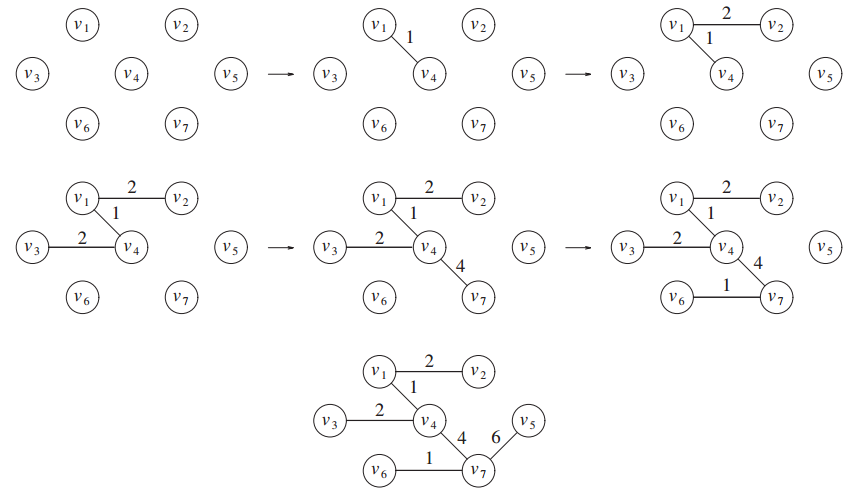 v1 v2 v1 v2 v1 2 v2
1 1
v3 v4 v5 v3 v4 v5 v3 v4 v5
v6 v7 v6 v7 v6 v7
v1 2 v2 v1 2 v2 v1 2 v2
1 1 1
v3 2 v4 v5 v3 2 v4 v5 v3 2 v4 v5
4 4
v6 v7 v6 v7 v6 1 v7
v1 2 v2
1
v3 2 v4 v5
4 6
v6 1 v7